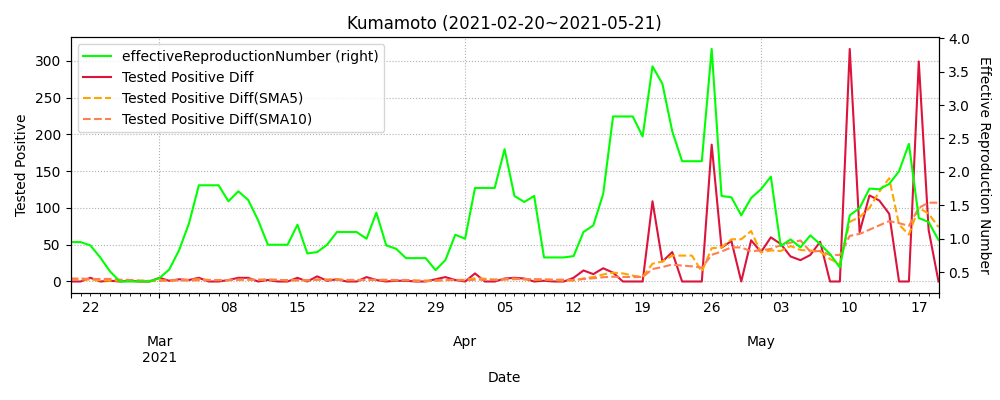 Kumamoto (2021-02-20~2021-05-21)
effectiveReproductionNumber (right)
Tested Positive Diff
Tested Positive Diff(SMA5)
Tested Positive Diff(SMA10)
Tested Positive
300
250
200
150
100
50
0
4.0
3.5
3.0
2.5
2.0
1.5
1.0
0.5
Effective Reproduction Number
22 08 15 22 29 05 12 19 26 03 10 17
Mar Apr May
2021
Date